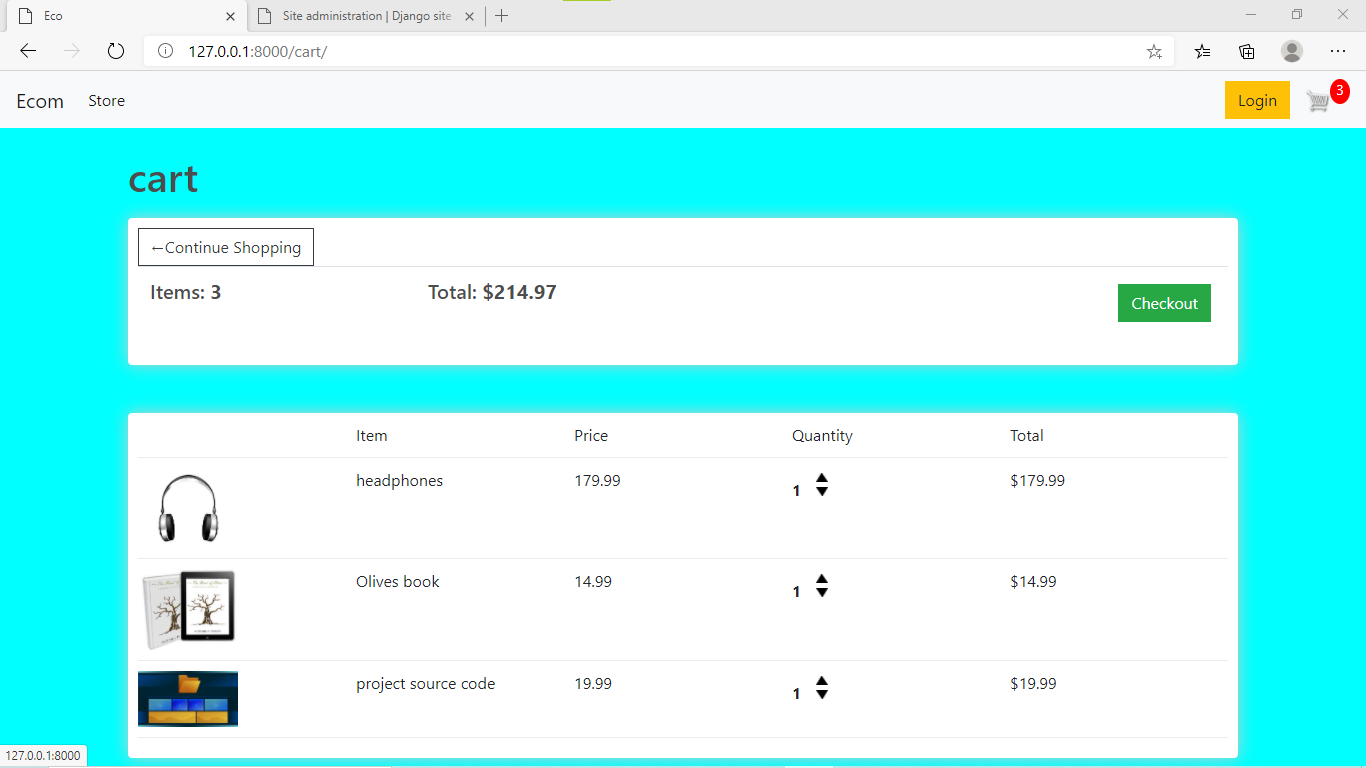 Eco
Site administration | Django site
127.0.0.1:8000/cart/
Ecom Store Login 3
cart
←Continue Shopping
Items: 3 Total: $214.97 Checkout
Item Price Quantity Total
headphones 179.99 1 $179.99
Olives book 14.99 1 $14.99
project source code 19.99 1 $19.99
127.0.0.1:8000